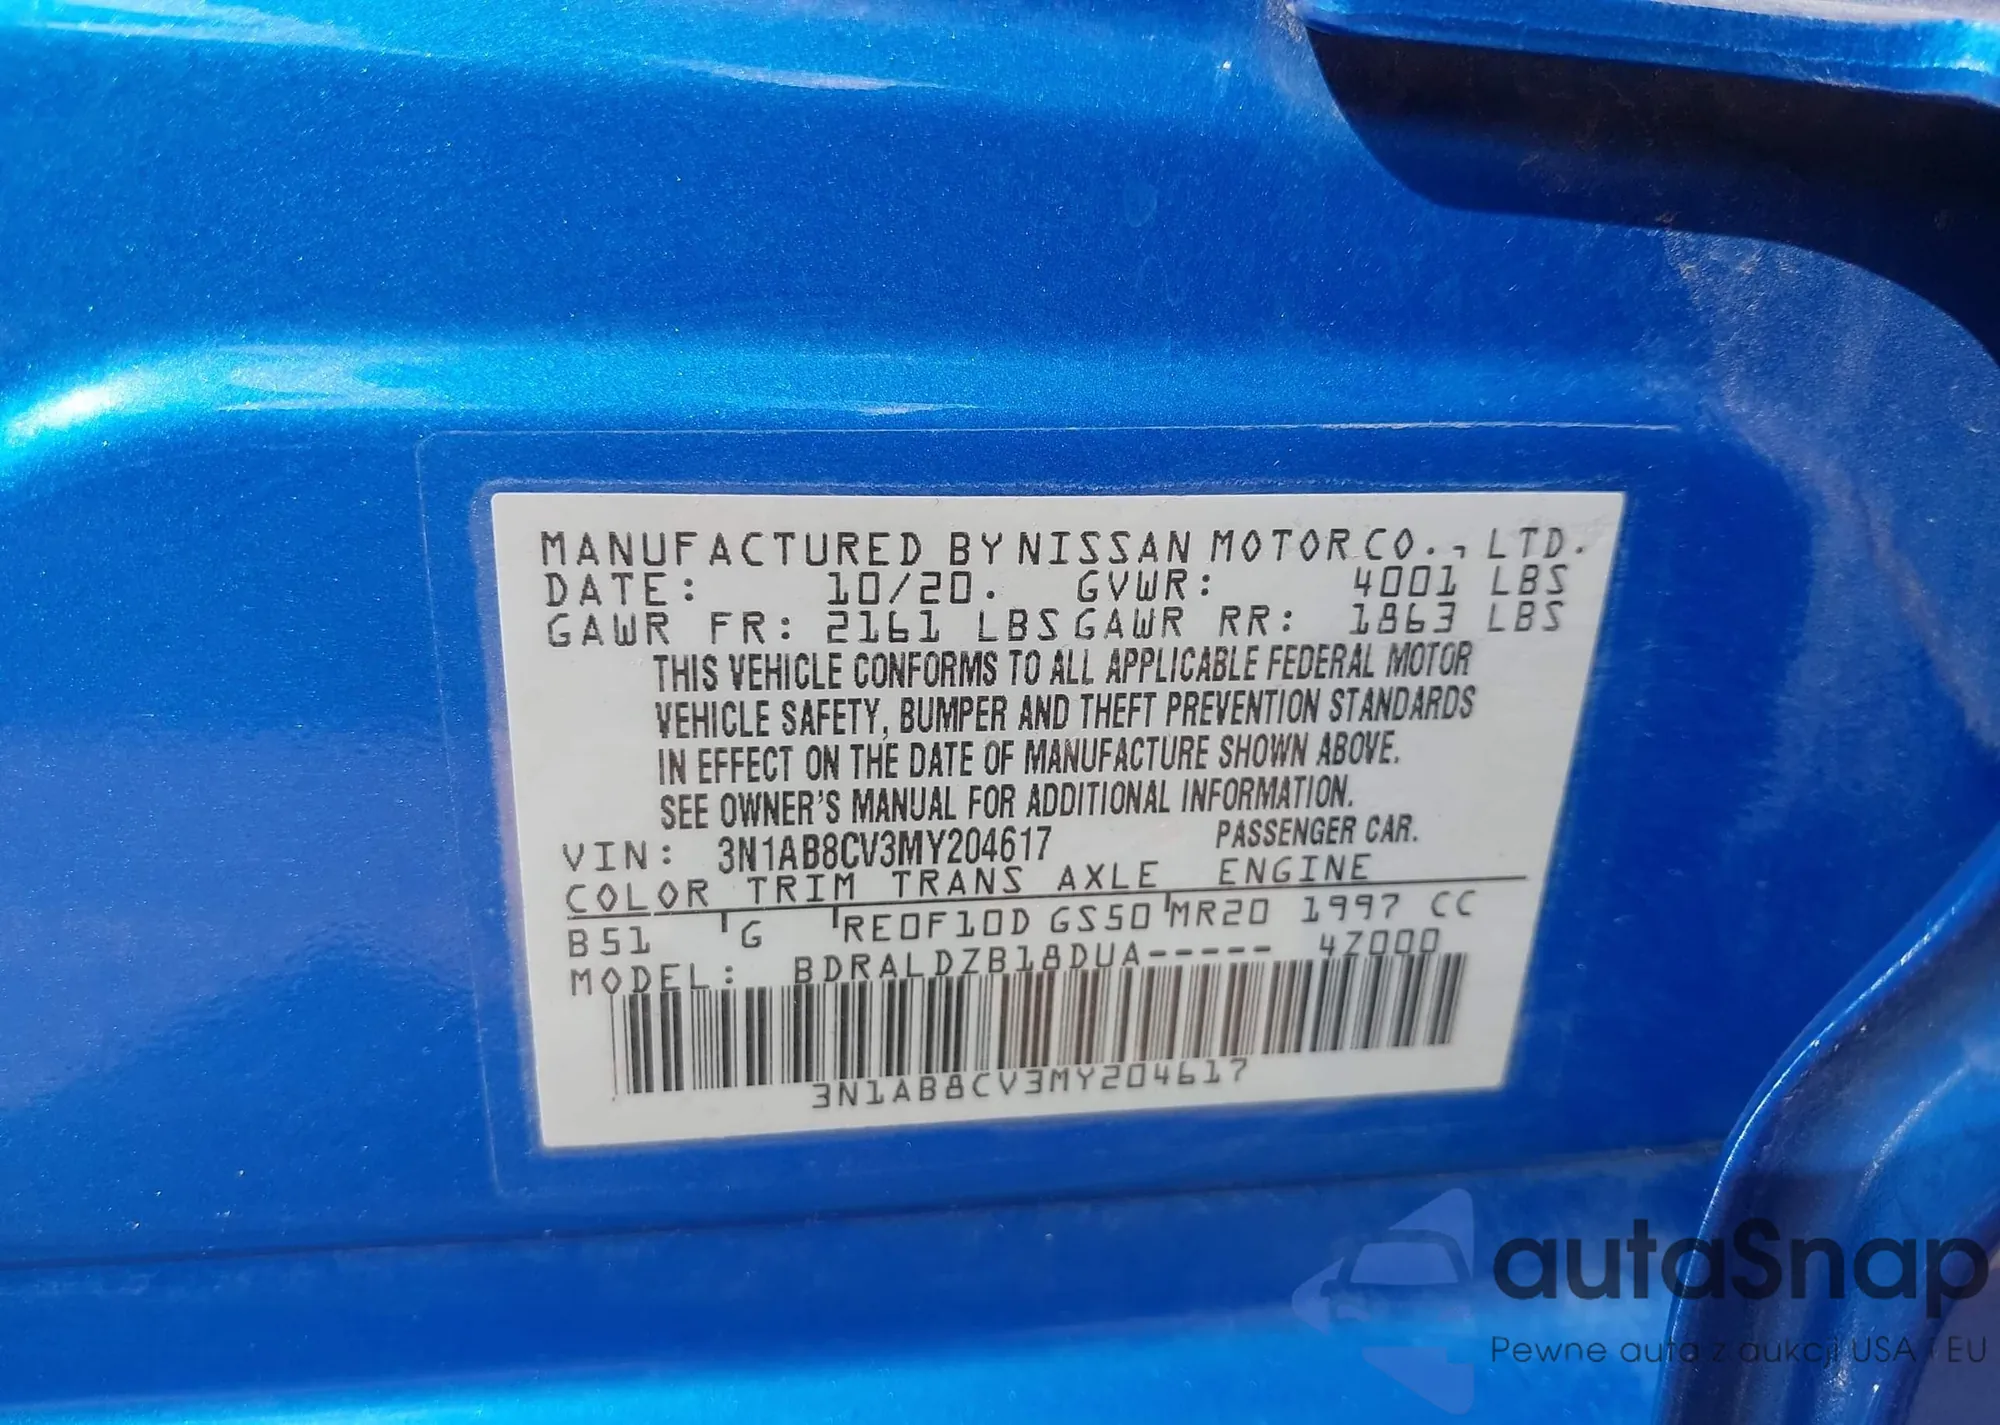 MANUFACTURED BY NISSAN MOTOR CO., LTD.
DATE: 10/20. GVWR: 4001 LBS
GAWR FR: 2161 LBS GAWR RR: 1863 LBS
THIS VEHICLE CONFORMS TO ALL APPLICABLE FEDERAL MOTOR
VEHICLE SAFETY, BUMPER AND THEFT PREVENTION STANDARDS
IN EFFECT ON THE DATE OF MANUFACTURE SHOWN ABOVE.
SEE OWNER'S MANUAL FOR ADDITIONAL INFORMATION.
VIN: 3N1AB8CV3MY204617 PASSENGER CAR.
COLOR TRIM TRANS AXLE ENGINE
B51 G RE0F10D GS50 MR20 1997 CC
MODEL: BDRALDZB18DUA----- 4Z000
3N1AB8CV3MY204617
autaSnap
Pewne auta z aukcji USA i EU